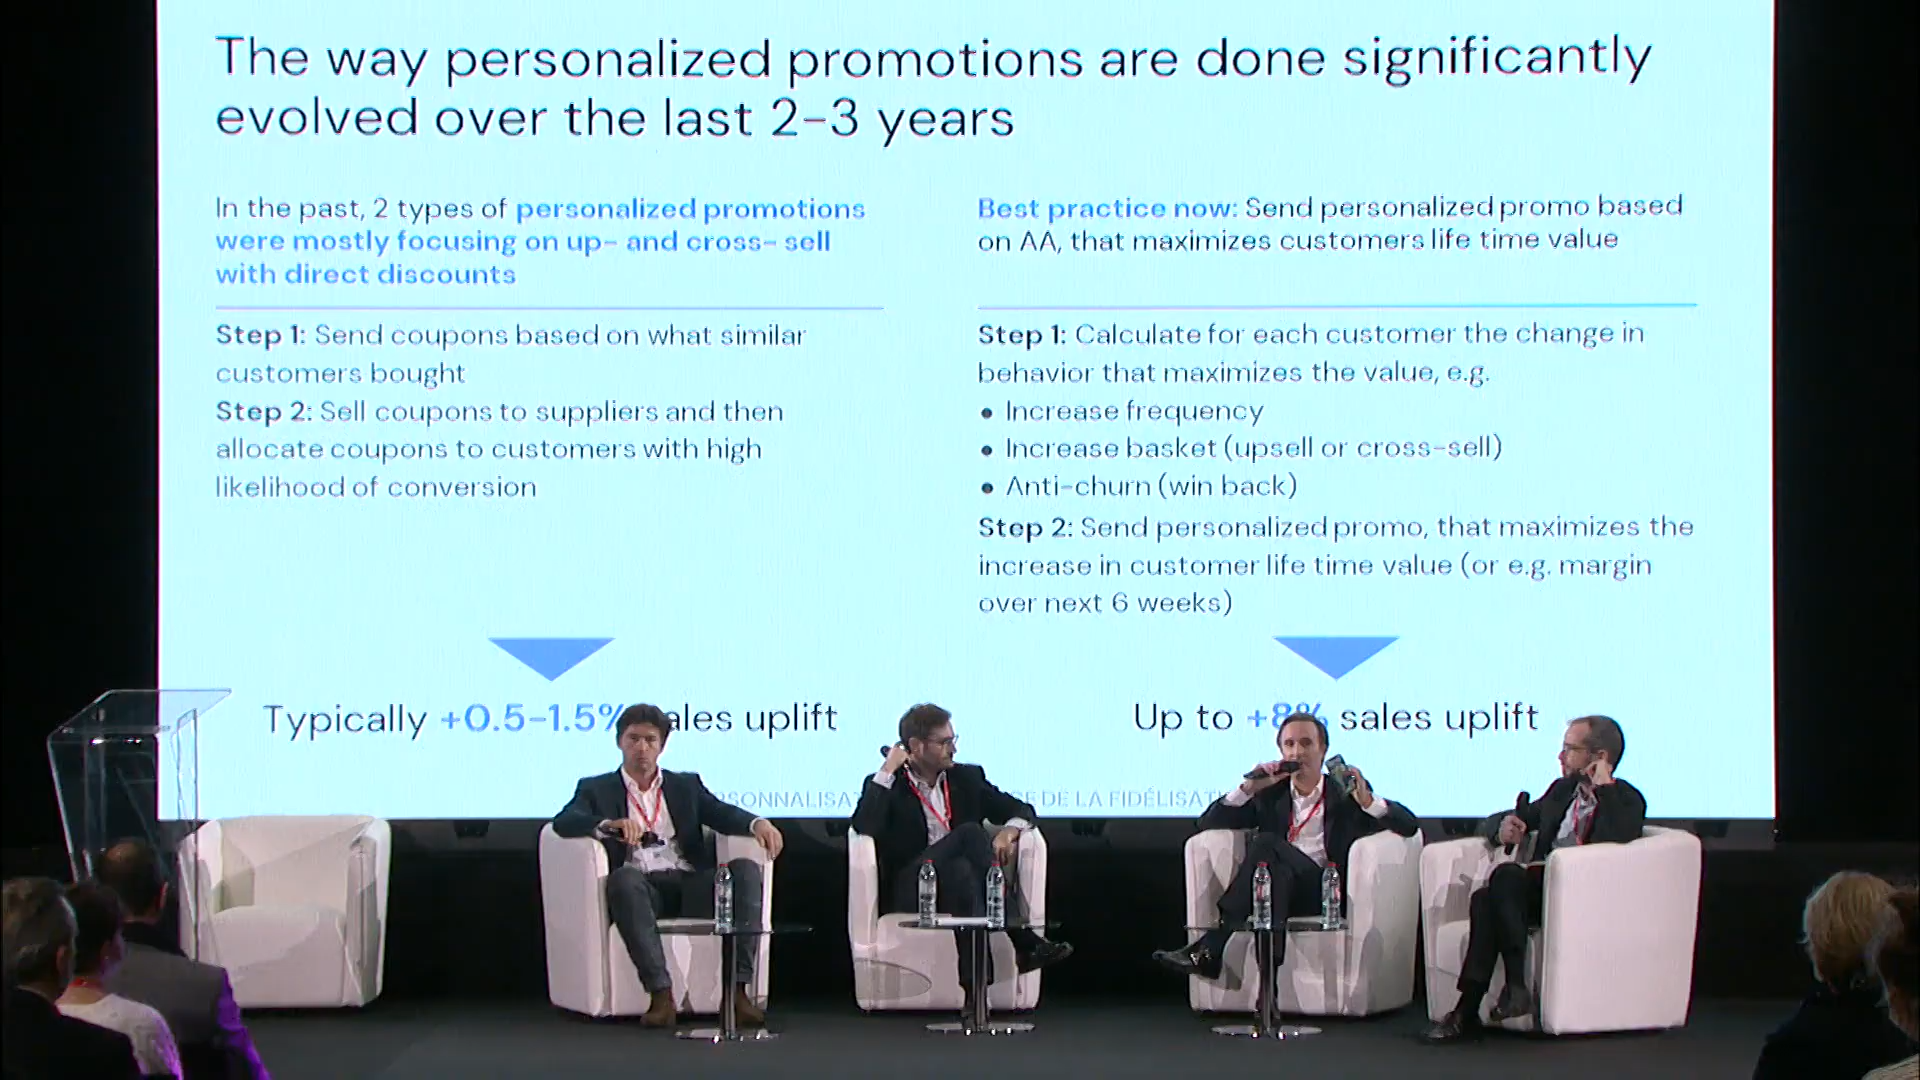 The way personalized promotions are done significantly
evolved over the last 2–3 years
In the past, 2 types of personalized promotions
were mostly focusing on up- and cross- sell
with direct discounts
Step 1: Send coupons based on what similar
customers bought
Step 2: Sell coupons to suppliers and then
allocate coupons to customers with high
likelihood of conversion
Typically +0.5–1.5% sales uplift
Best practice now: Send personalized promo based
on AA, that maximizes customers life time value
Step 1: Calculate for each customer the change in
behavior that maximizes the value, e.g.
• Increase frequency
• Increase basket (upsell or cross-sell)
• Anti-churn (win back)
Step 2: Send personalized promo, that maximizes the
increase in customer life time value (or e.g. margin
over next 6 weeks)
Up to +8% sales uplift
DE LA